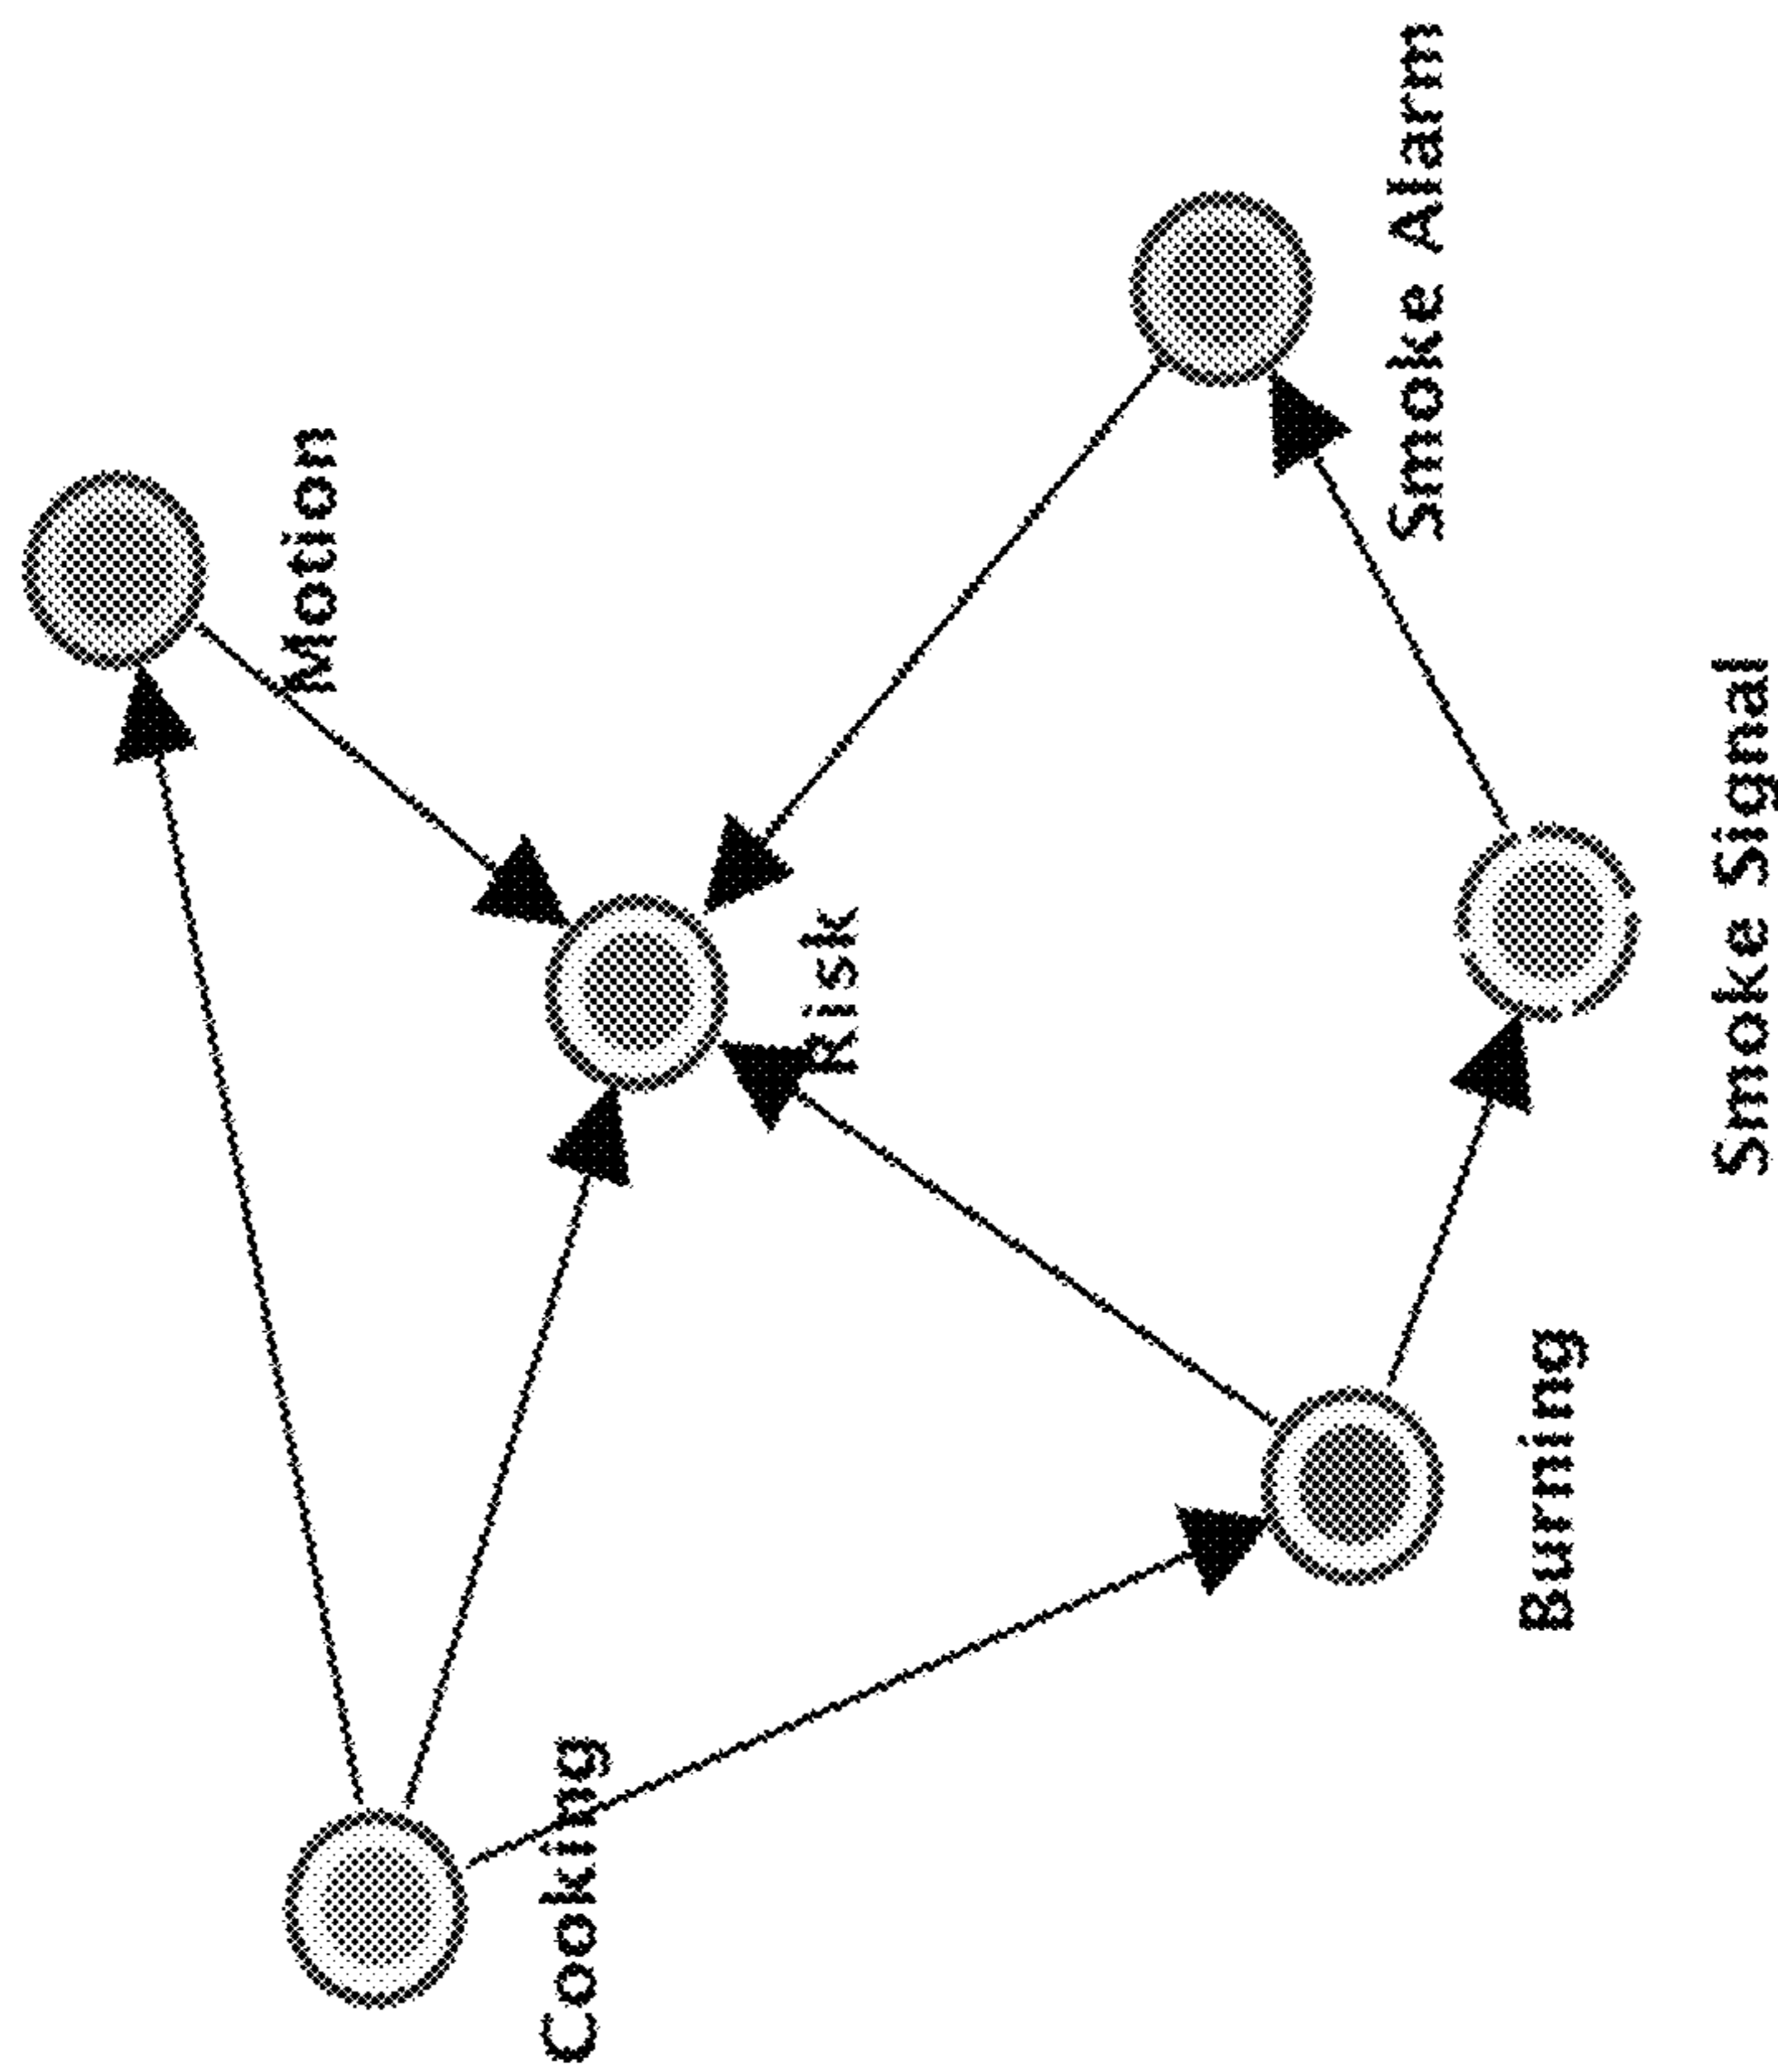 Cooking
Motion
Risk
Burning
Smoke Alarm
Smoke Signal